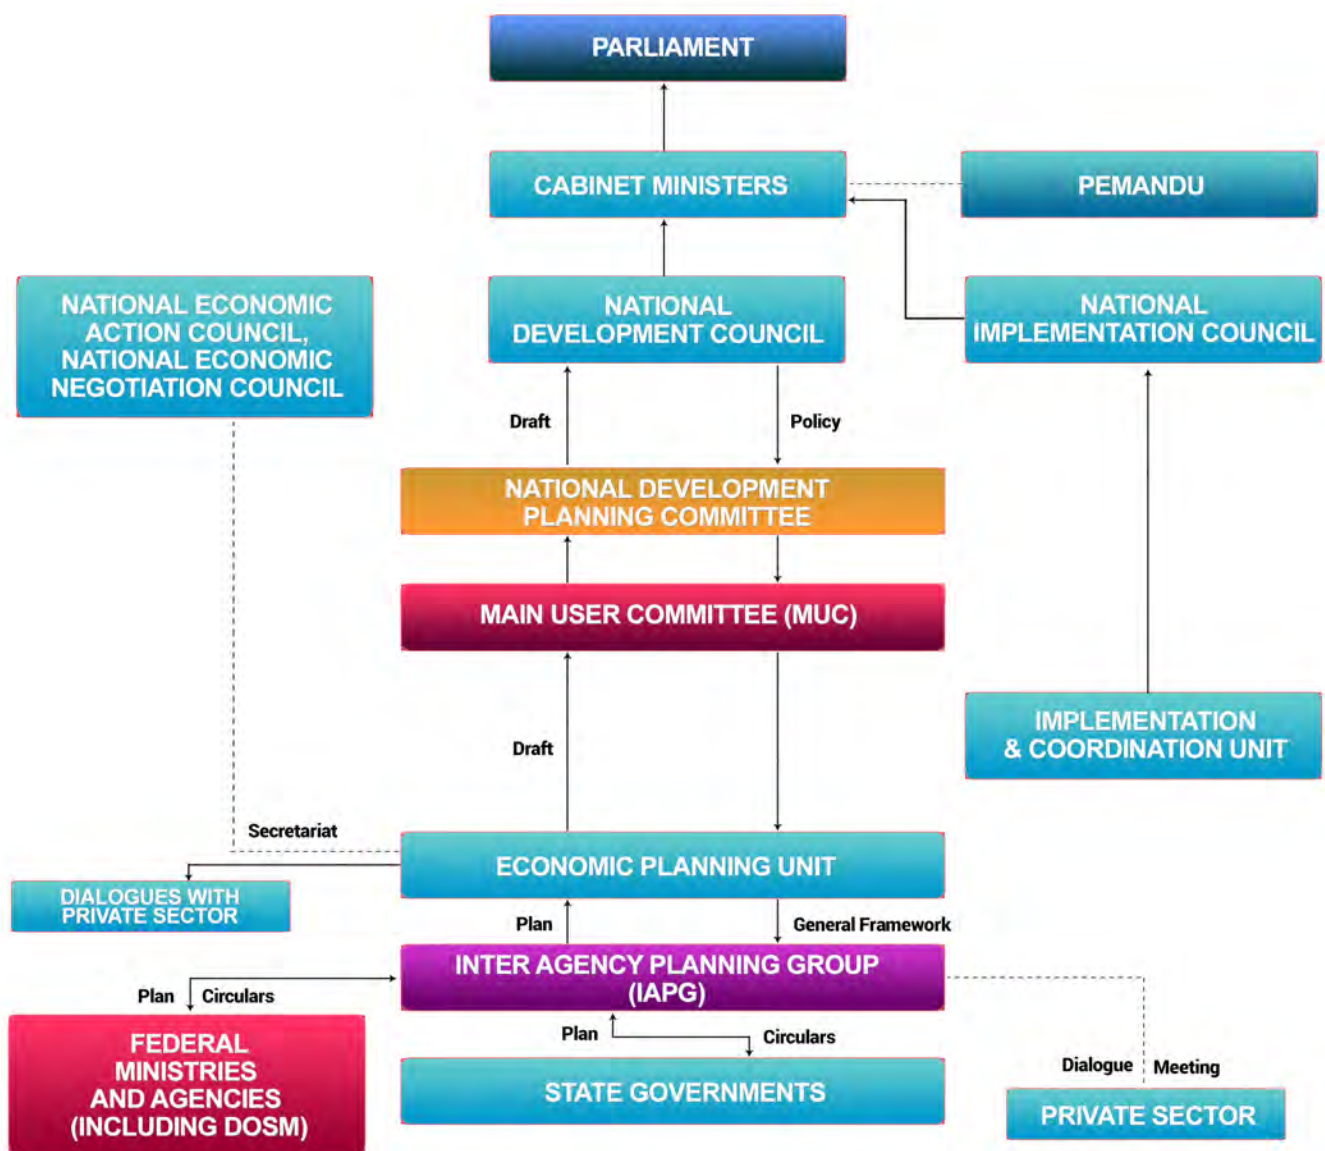 PARLIAMENT
CABINET MINISTERS
PEMANDU
NATIONAL ECONOMIC
ACTION COUNCIL,
NATIONAL ECONOMIC
NEGOTIATION COUNCIL
NATIONAL
DEVELOPMENT COUNCIL
NATIONAL
IMPLEMENTATION COUNCIL
Draft
Policy
NATIONAL DEVELOPMENT
PLANNING COMMITTEE
MAIN USER COMMITTEE (MUC)
IMPLEMENTATION
& COORDINATION UNIT
Draft
Secretariat
ECONOMIC PLANNING UNIT
DIALOGUES WITH
PRIVATE SECTOR
Plan
General Framework
INTER AGENCY PLANNING GROUP
(IAPG)
Plan
Circulars
FEDERAL
MINISTRIES
AND AGENCIES
(INCLUDING DOSM)
Plan
Circulars
STATE GOVERNMENTS
Dialogue
Meeting
PRIVATE SECTOR